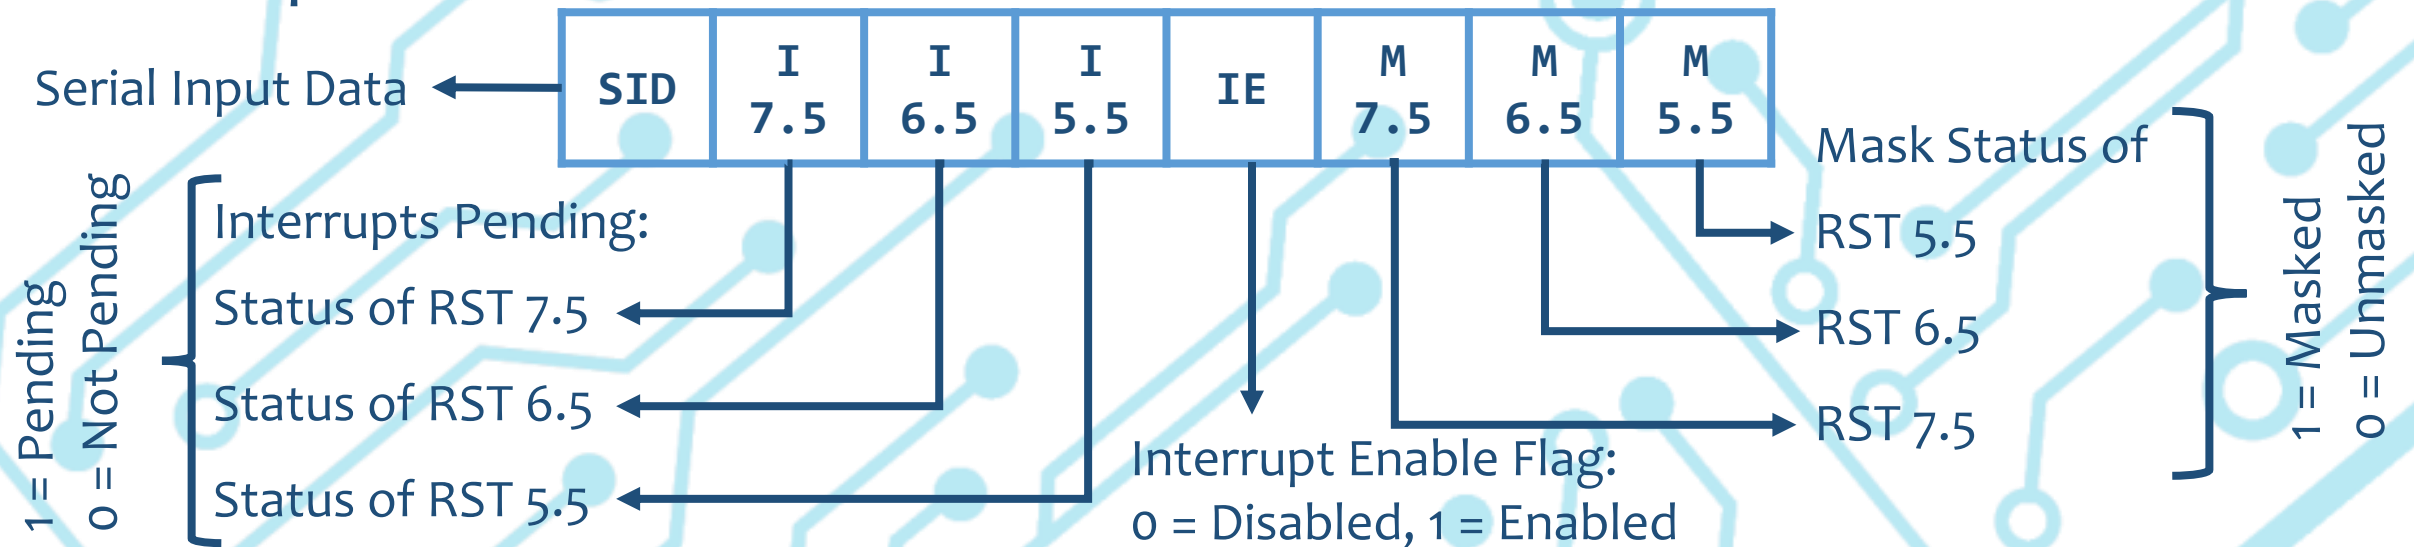 SID
I
7.5
I
6.5
I
5.5
IE
M
7.5
M
6.5
M
5.5
Serial Input Data
Interrupts Pending:
Status of RST 7.5
Status of RST 6.5
Status of RST 5.5
1= Pending
0 = Not Pending
Interrupt Enable Flag:
0 = Disabled, 1 = Enabled
Mask Status of
RST 5.5
RST 6.5
RST 7.5
1= Masked
0 = Unmasked